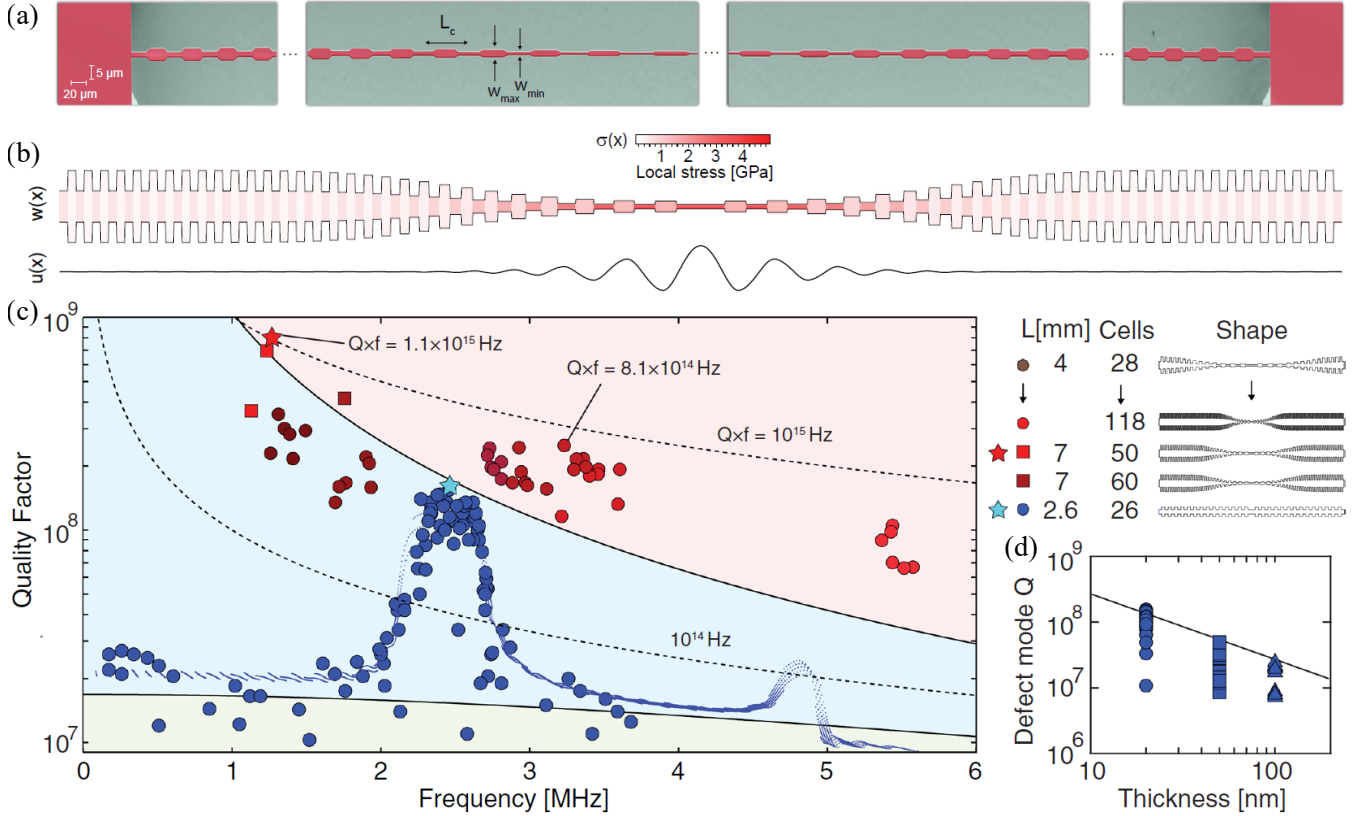 (a)
L_c
W_max
W_min
5 µm
20 µm
...
...
...
(b)
σ(x)
1 2 3 4
Local stress [GPa]
w(x)
u(x)
(c)
Quality Factor
10^9
10^8
10^7
Q×f = 1.1×10^15 Hz
Q×f = 8.1×10^14 Hz
Q×f = 10^15 Hz
10^14 Hz
0 1 2 3 4 5 6
Frequency [MHz]
L[mm] Cells Shape
4 28
118
7 50
7 60
2.6 26
(d)
Defect mode Q
10^9
10^8
10^7
10^6
10 100
Thickness [nm]